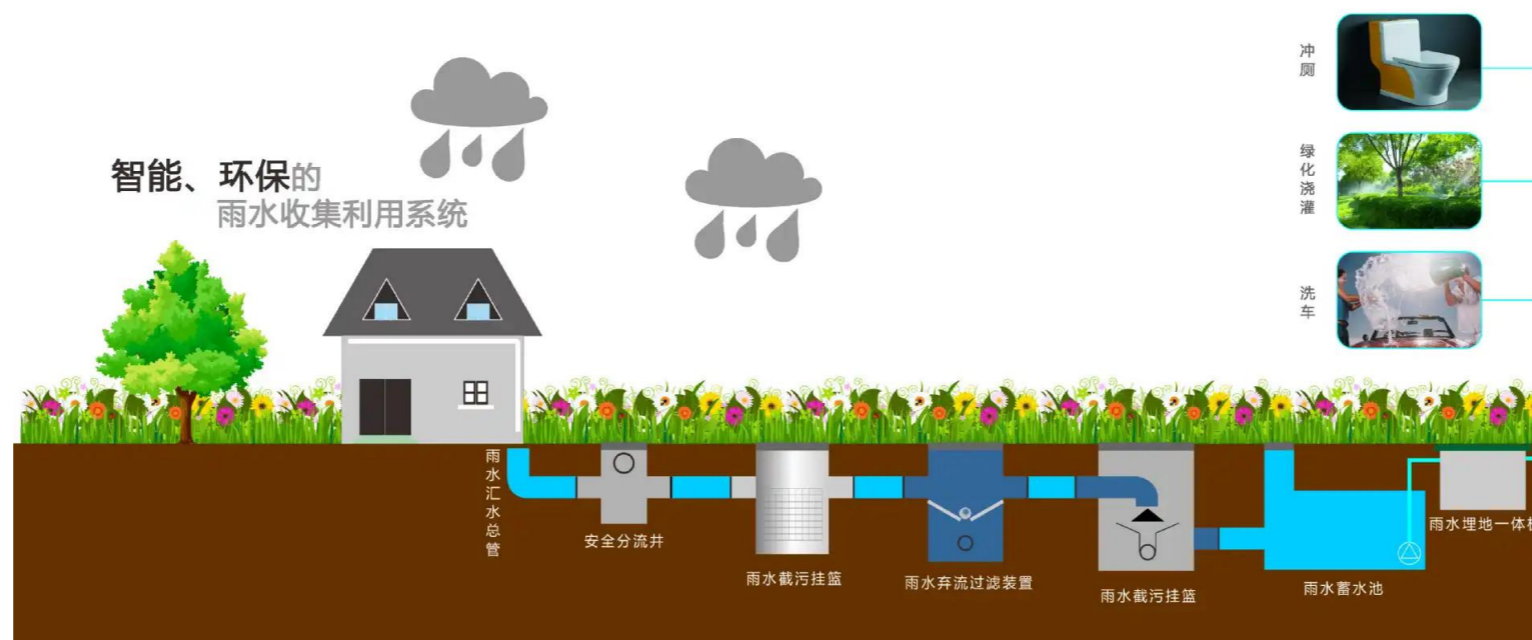 智能、环保的
雨水收集利用系统
冲厕
绿化浇灌
洗车
雨水汇水总管
安全分流井
雨水截污挂篮
雨水弃流过滤装置
雨水截污挂篮
雨水蓄水池
雨水埋地一体